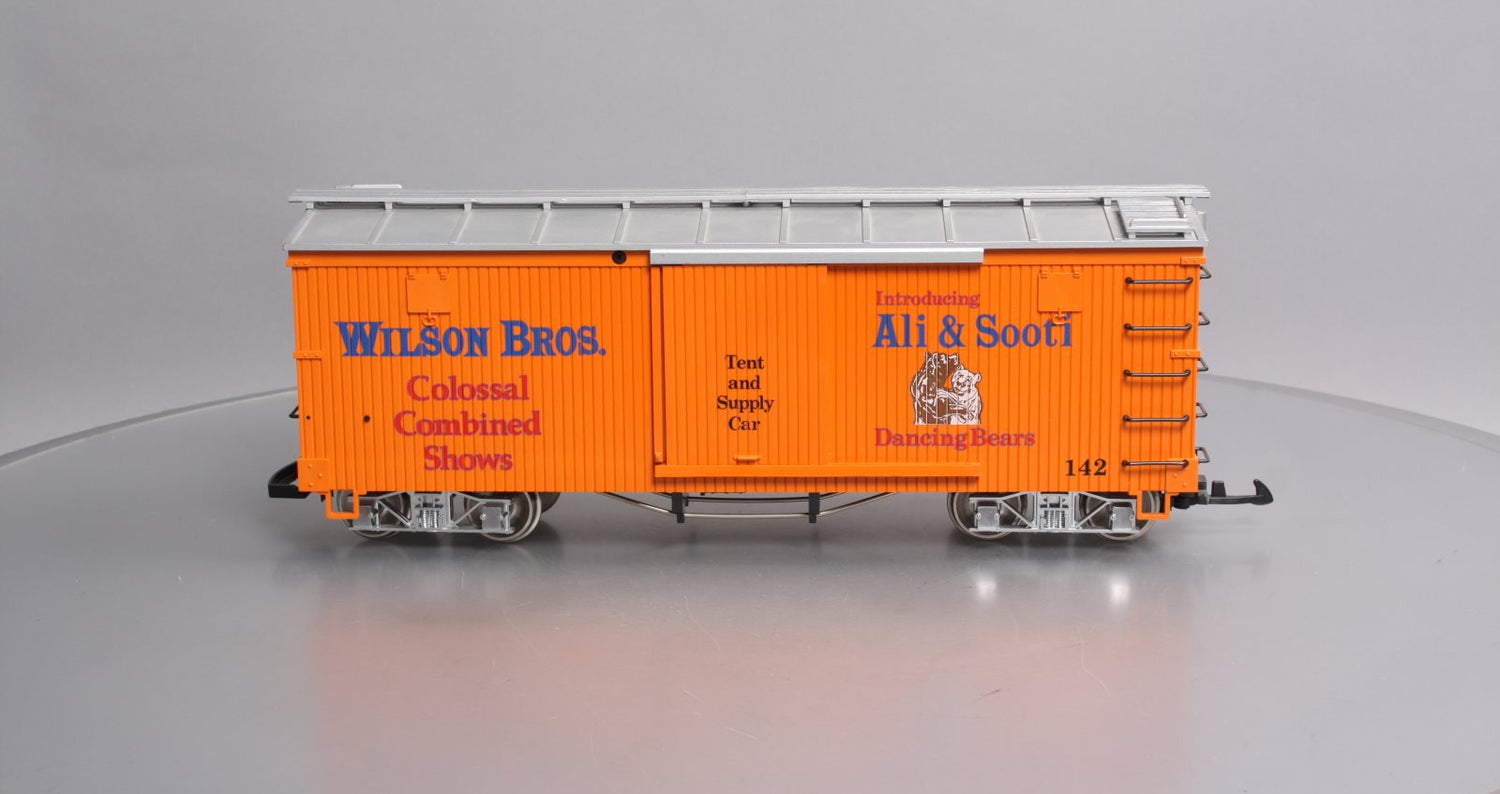 WILSON BROS.
Colossal
Combined
Shows
Tent
and
Supply
Car
Introducing
Ali & Sooti
Dancing Bears
142